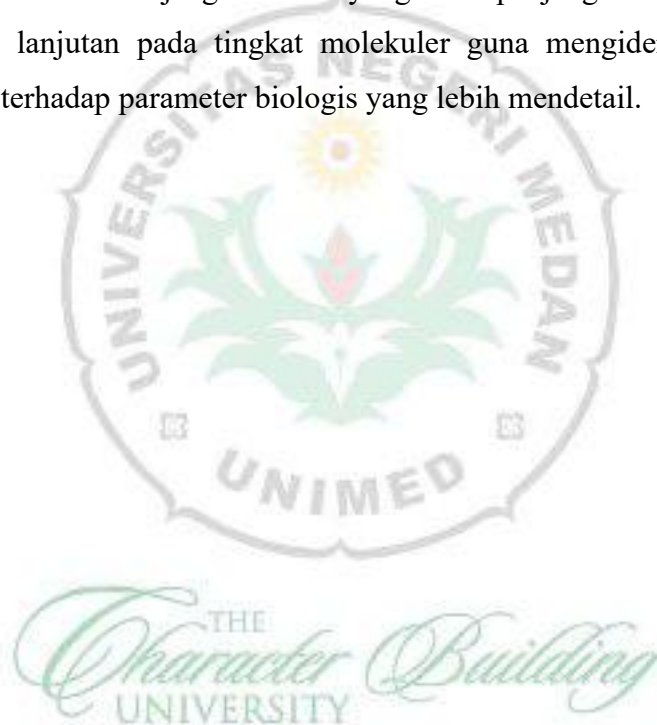 lanjutan pada tingkat molekuler guna mengider
terhadap parameter biologis yang lebih mendetail.
UNIVERSITAS NEGERI MEDAN
UNIMED
THE
Character Building
UNIVERSITY